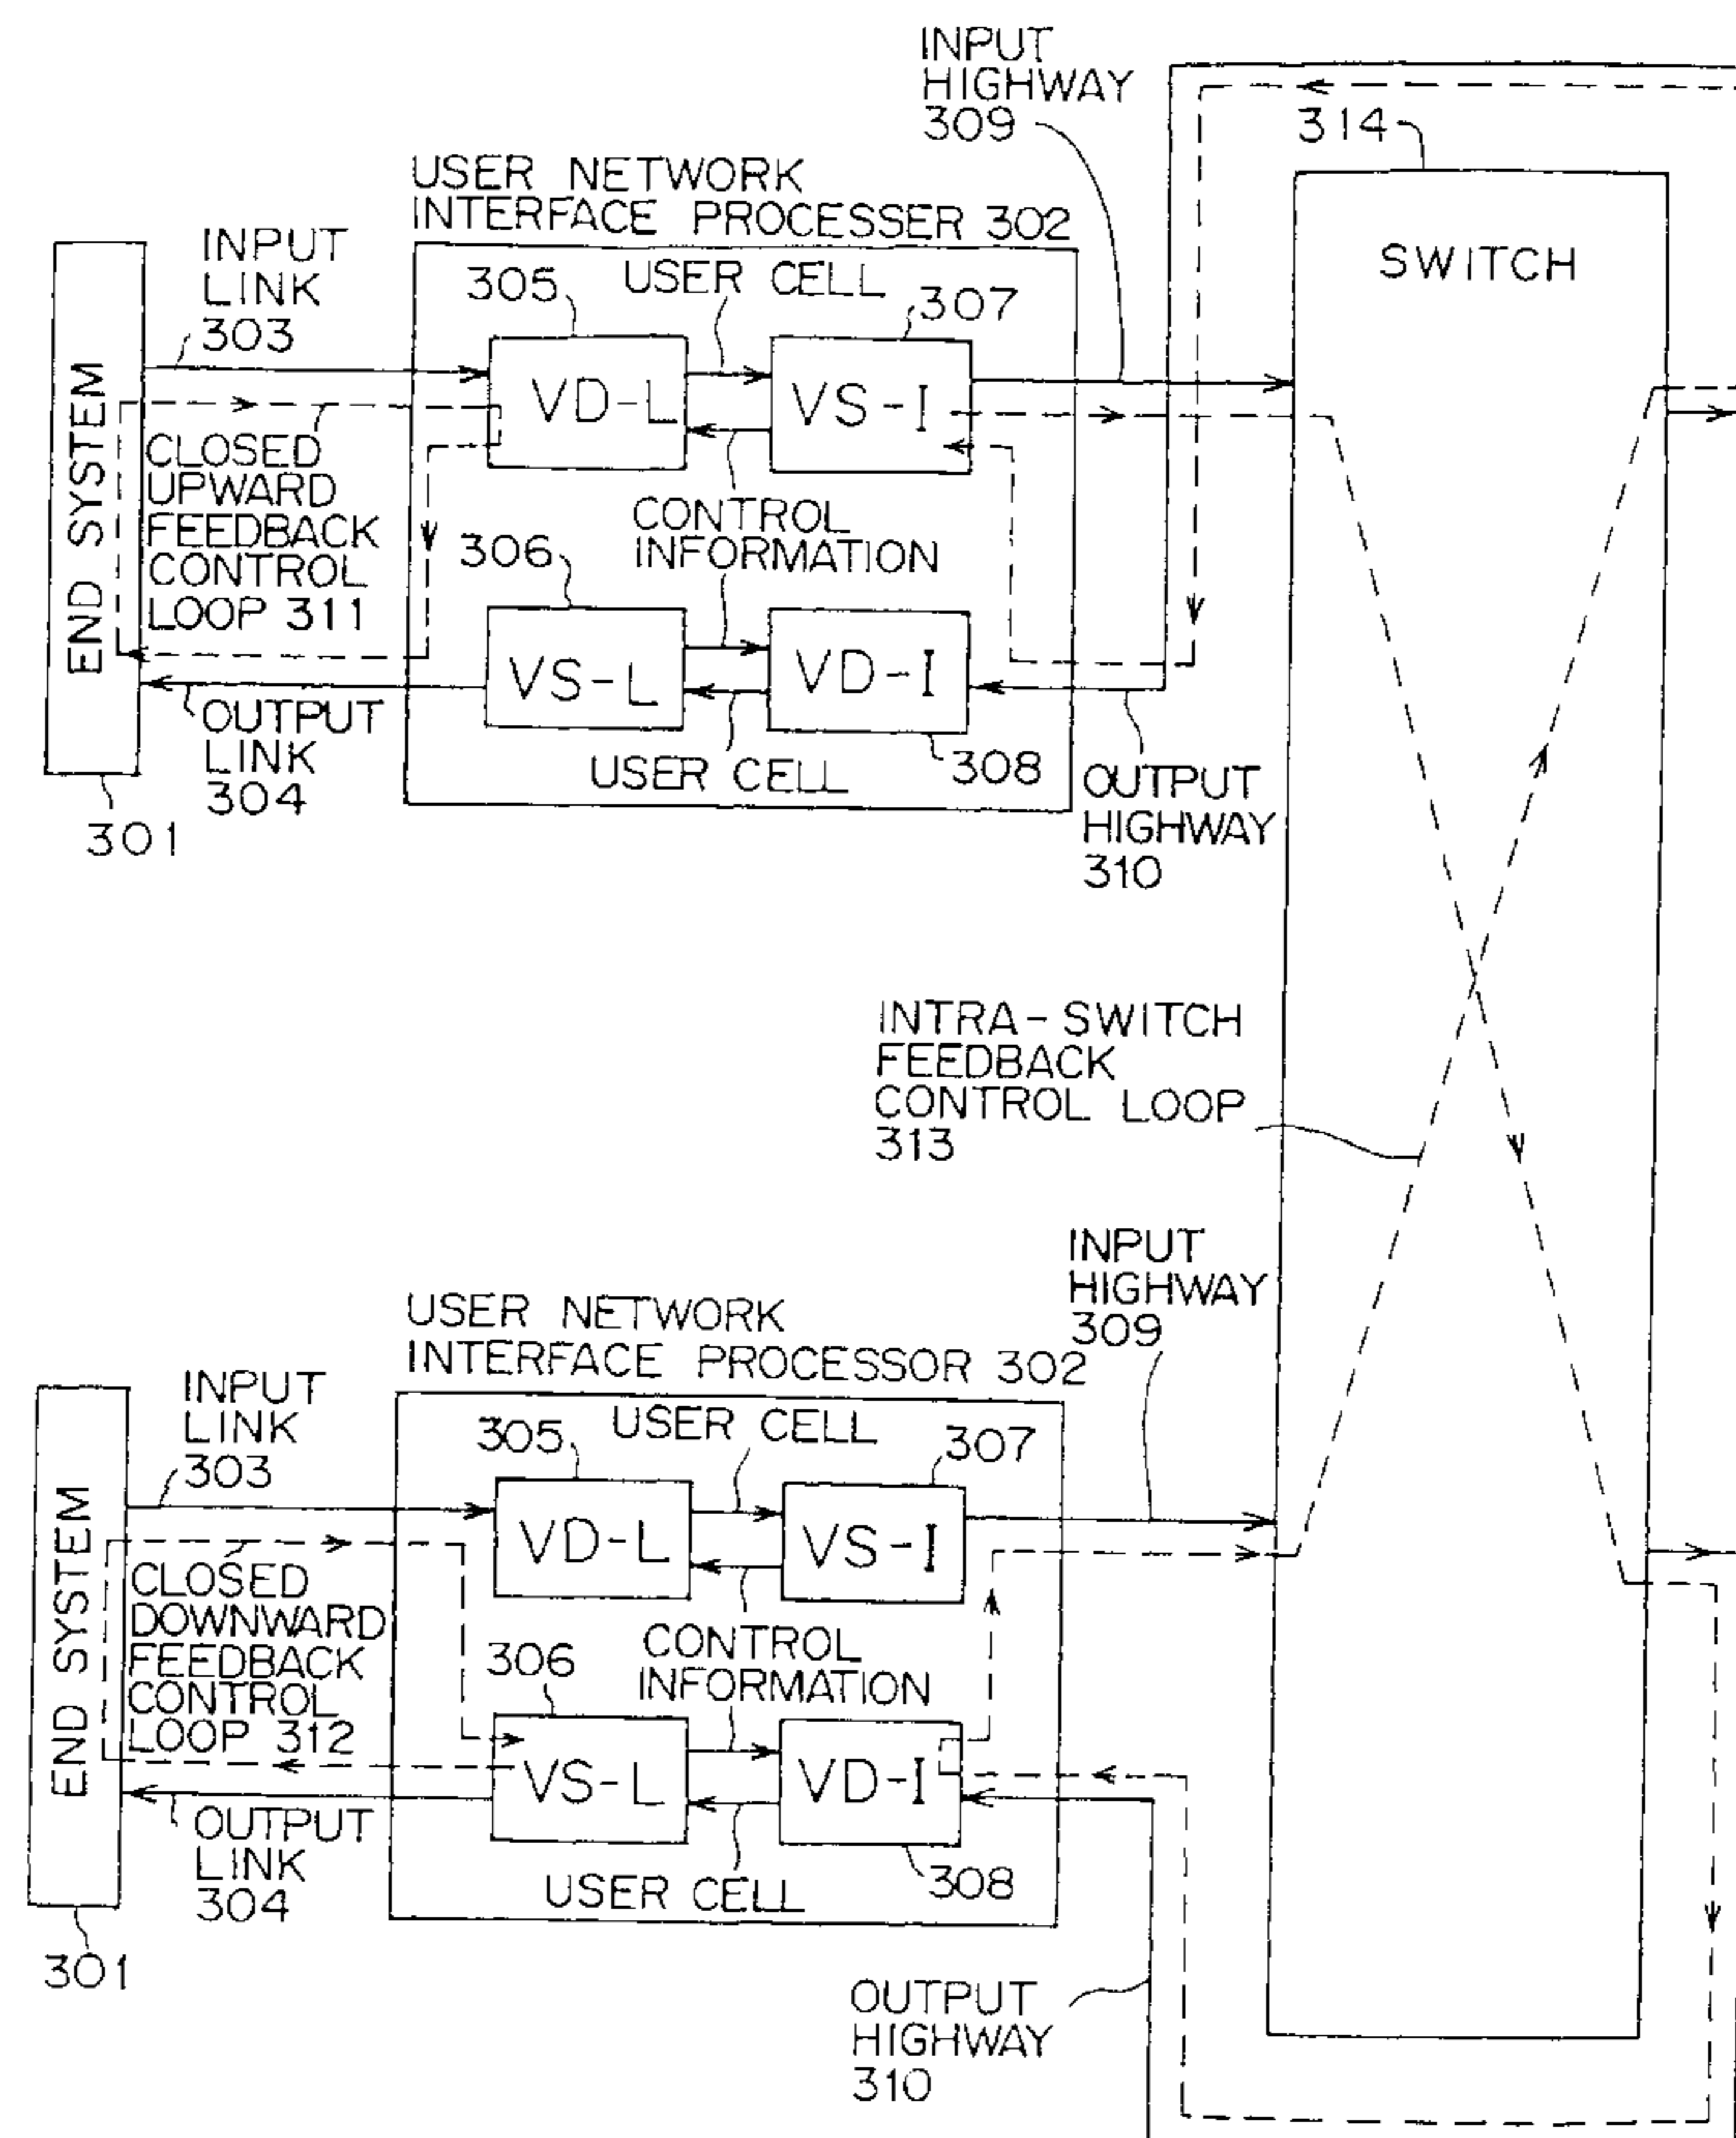 INPUT
HIGHWAY
309
314
USER NETWORK
INTERFACE PROCESSER 302
INPUT
LINK
303
305
USER CELL
307
SWITCH
END SYSTEM
VD-L
VS-I
CLOSED
UPWARD
FEEDBACK
CONTROL
LOOP 311
CONTROL
INFORMATION
306
VS-L
VD-I
OUTPUT
LINK
304
USER CELL
308
OUTPUT
HIGHWAY
310
301
INTRA-SWITCH
FEEDBACK
CONTROL LOOP
313
INPUT
HIGHWAY
309
USER NETWORK
INTERFACE PROCESSOR 302
INPUT
LINK
303
305
USER CELL
307
END SYSTEM
VD-L
VS-I
CLOSED
DOWNWARD
FEEDBACK
CONTROL
LOOP 312
CONTROL
INFORMATION
306
VS-L
VD-I
OUTPUT
LINK
304
USER CELL
308
301
OUTPUT
HIGHWAY
310